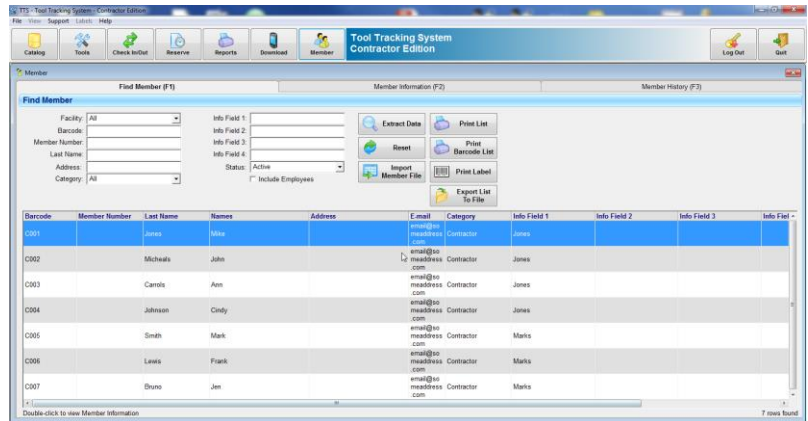 TTS - Tool Tracking System - Contractor Edition
File View Support Labels Help
Catalog Tools Check In/Out Reserve Reports Download Member
Tool Tracking System
Contractor Edition
Log Out Quit
Member
Find Member (F1) Member Information (F2) Member History (F3)
Find Member
Facility: All
Barcode:
Member Number:
Last Name:
Address:
Category: All
Info Field 1:
Info Field 2:
Info Field 3:
Info Field 4:
Status: Active
Include Employees
Extract Data Print List
Reset Print Barcode List
Import Member File Print Label
Export List To File
Barcode Member Number Last Name Names Address E.mail Category Info Field 1 Info Field 2 Info Field 3 Info Fiel
C001 Jones Mike email@someaddress.com Contractor Jones
C002 Micheals John email@someaddress.com Contractor Jones
C003 Carrols Ann email@someaddress.com Contractor Jones
C004 Johnson Cindy email@someaddress.com Contractor Jones
C005 Smith Mark email@someaddress.com Contractor Marks
C006 Lewis Frank email@someaddress.com Contractor Marks
C007 Bruno Jen email@someaddress.com Contractor Marks
Double-click to view Member Information 7 rows found